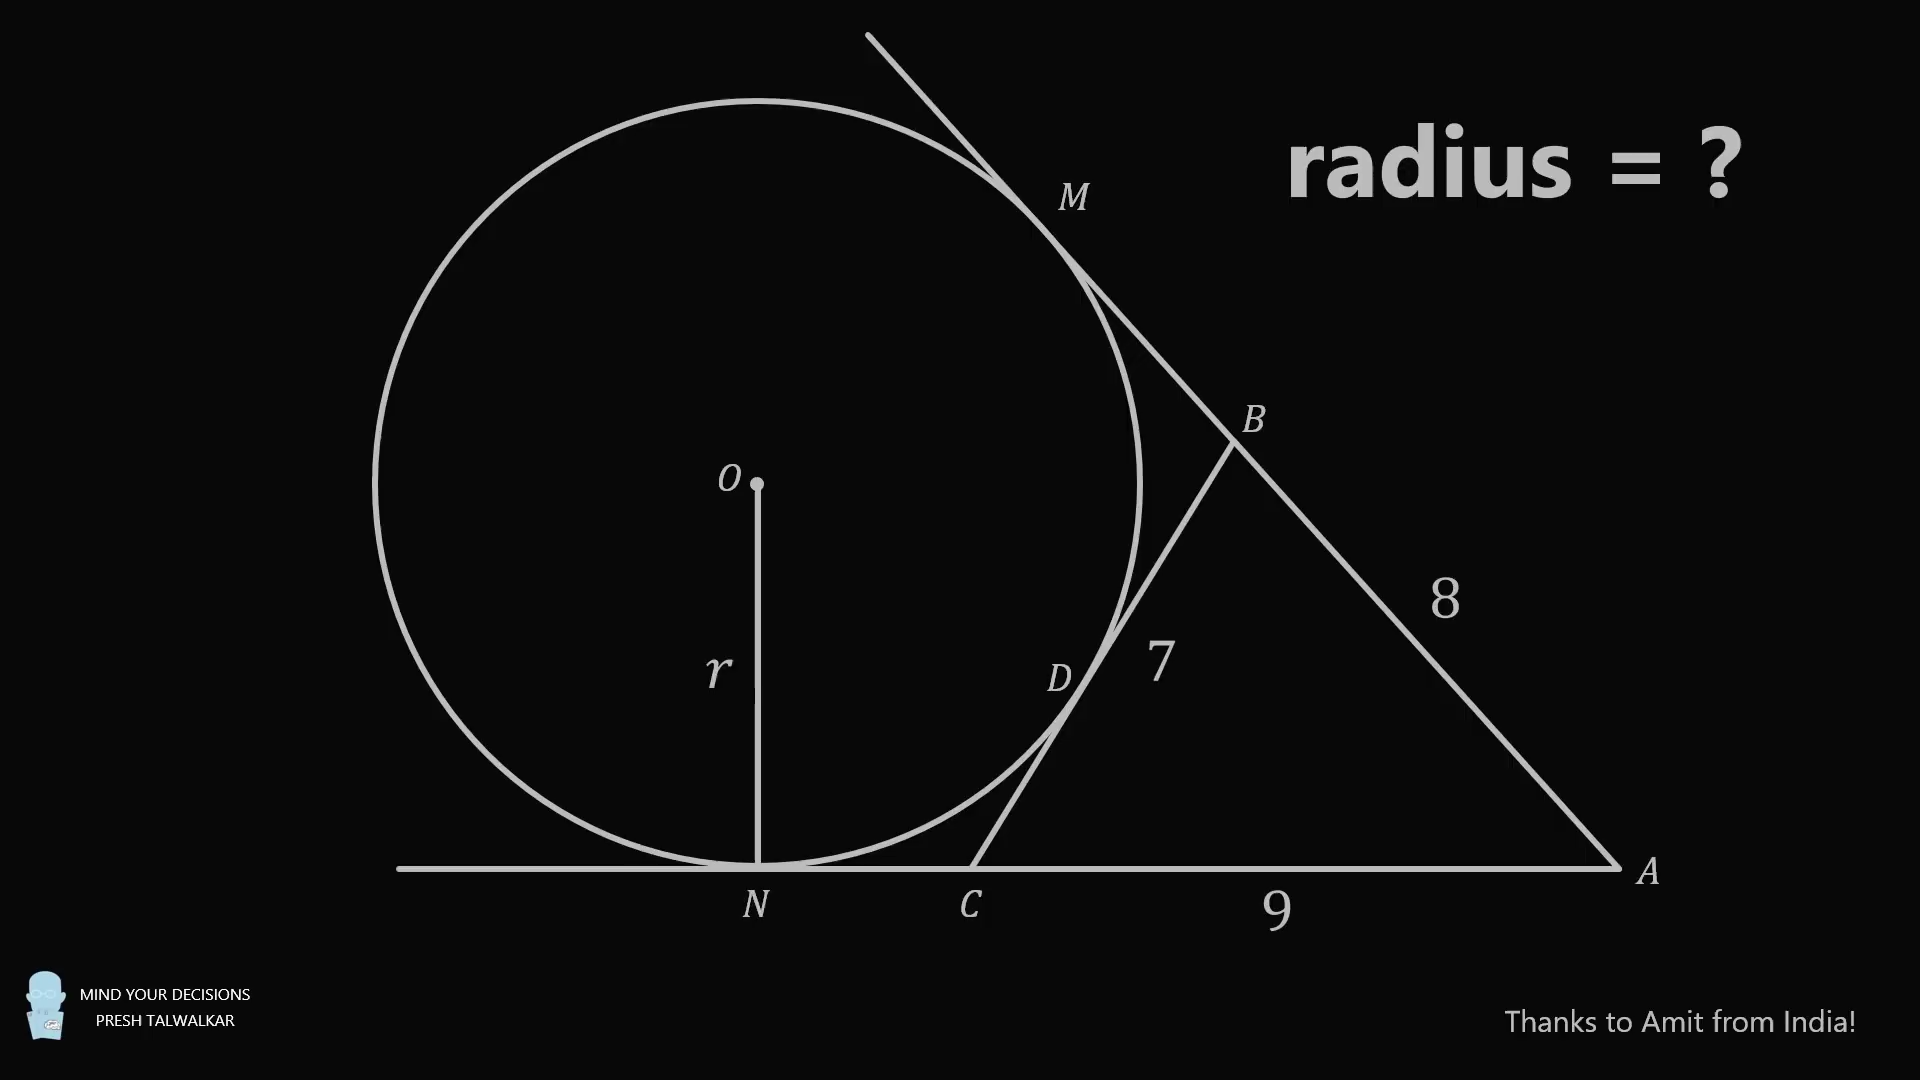 M
radius = ?
B
O
8
r
D
7
A
N
C
9
MIND YOUR DECISIONS
PRESH TALWALKAR
Thanks to Amit from India!